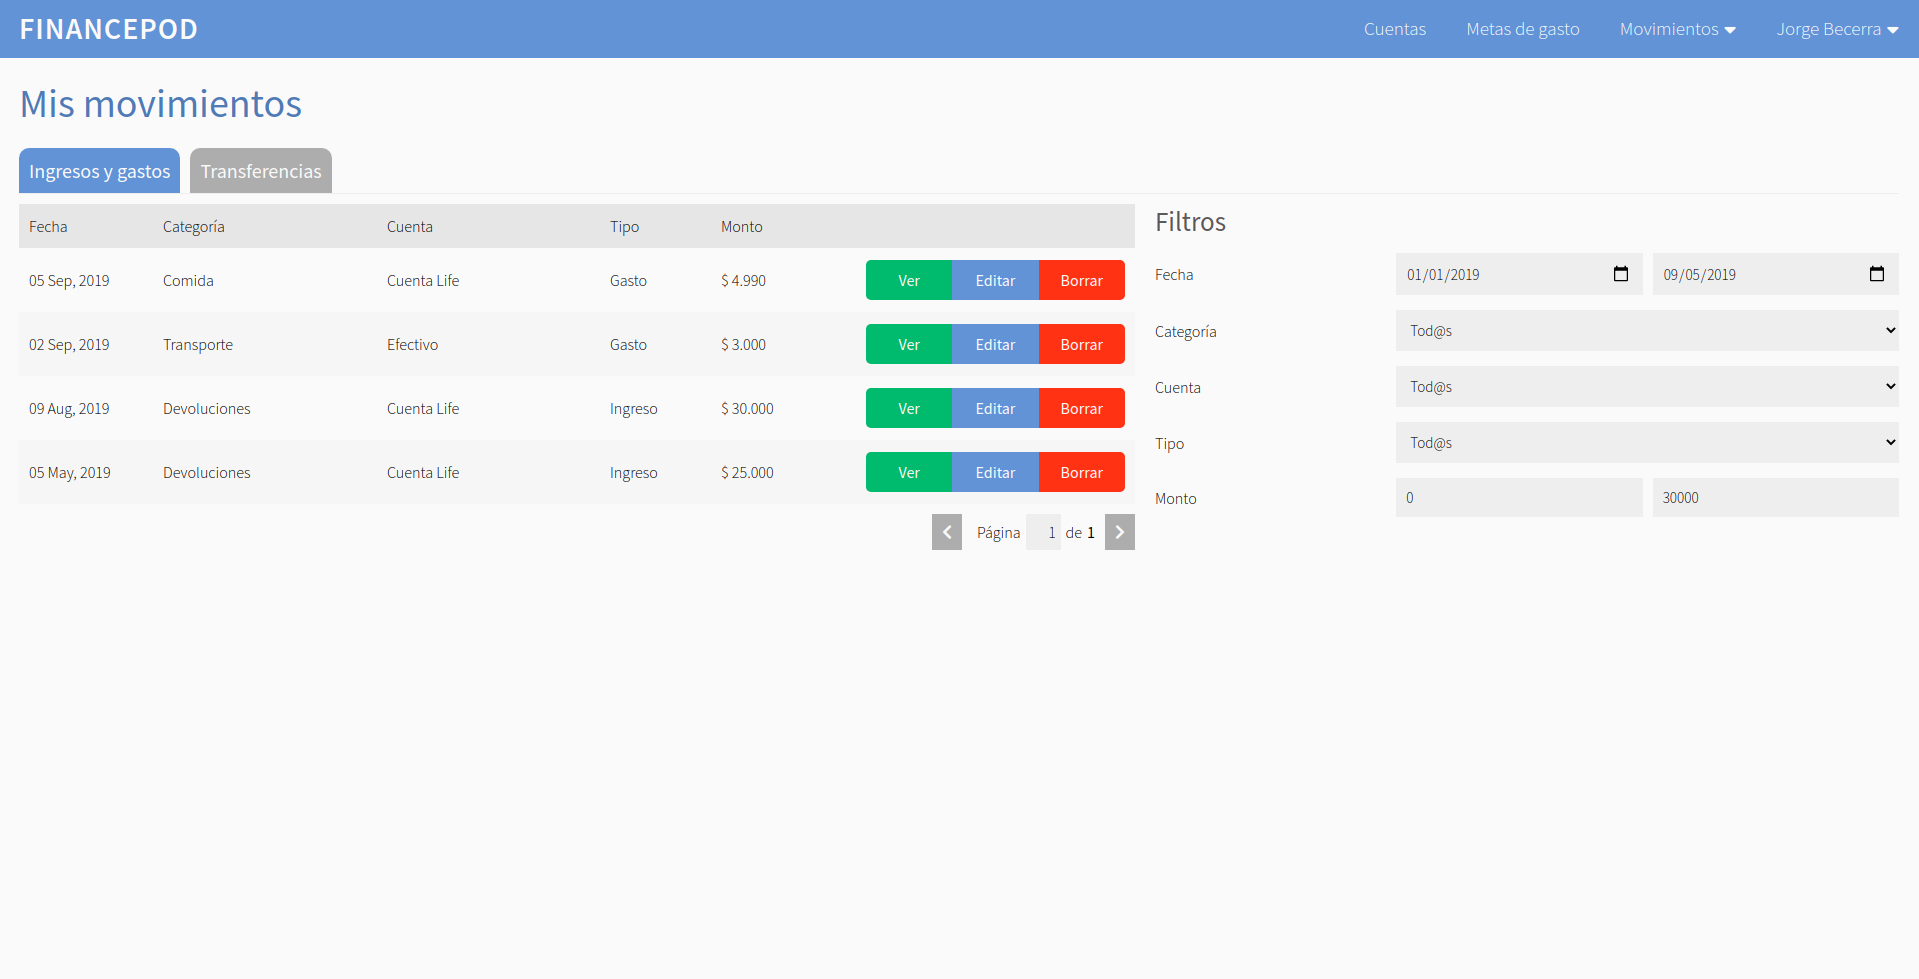 FINANCEPOD Cuentas Metas de gasto Movimientos Jorge Becerra
Mis movimientos
Ingresos y gastos Transferencias
Fecha Categoría Cuenta Tipo Monto
05 Sep, 2019 Comida Cuenta Life Gasto $ 4.990 Ver Editar Borrar
02 Sep, 2019 Transporte Efectivo Gasto $ 3.000 Ver Editar Borrar
09 Aug, 2019 Devoluciones Cuenta Life Ingreso $ 30.000 Ver Editar Borrar
05 May, 2019 Devoluciones Cuenta Life Ingreso $ 25.000 Ver Editar Borrar
Página 1 de 1
Filtros
Fecha 01/01/2019 09/05/2019
Categoría Tod@s
Cuenta Tod@s
Tipo Tod@s
Monto 0 30000